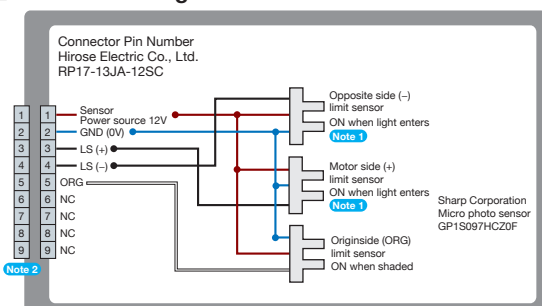 Connector Pin Number
Hirose Electric Co., Ltd.
RP17-13JA-12SC
1 1 Sensor
Power source 12V
2 2 GND (0V)
3 3 LS (+)
4 4 LS (−)
5 5 ORG
6 6 NC
7 7 NC
8 8 NC
9 9 NC
Note 2
Opposite side (−)
limit sensor
ON when light enters
Note 1
Motor side (+)
limit sensor
ON when light enters
Note 1
Originside (ORG)
limit sensor
ON when shaded
Sharp Corporation
Micro photo sensor
GP1S097HCZ0F